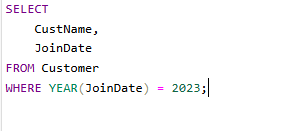 SELECT
    CustName,
    JoinDate
FROM Customer
WHERE YEAR(JoinDate) = 2023;